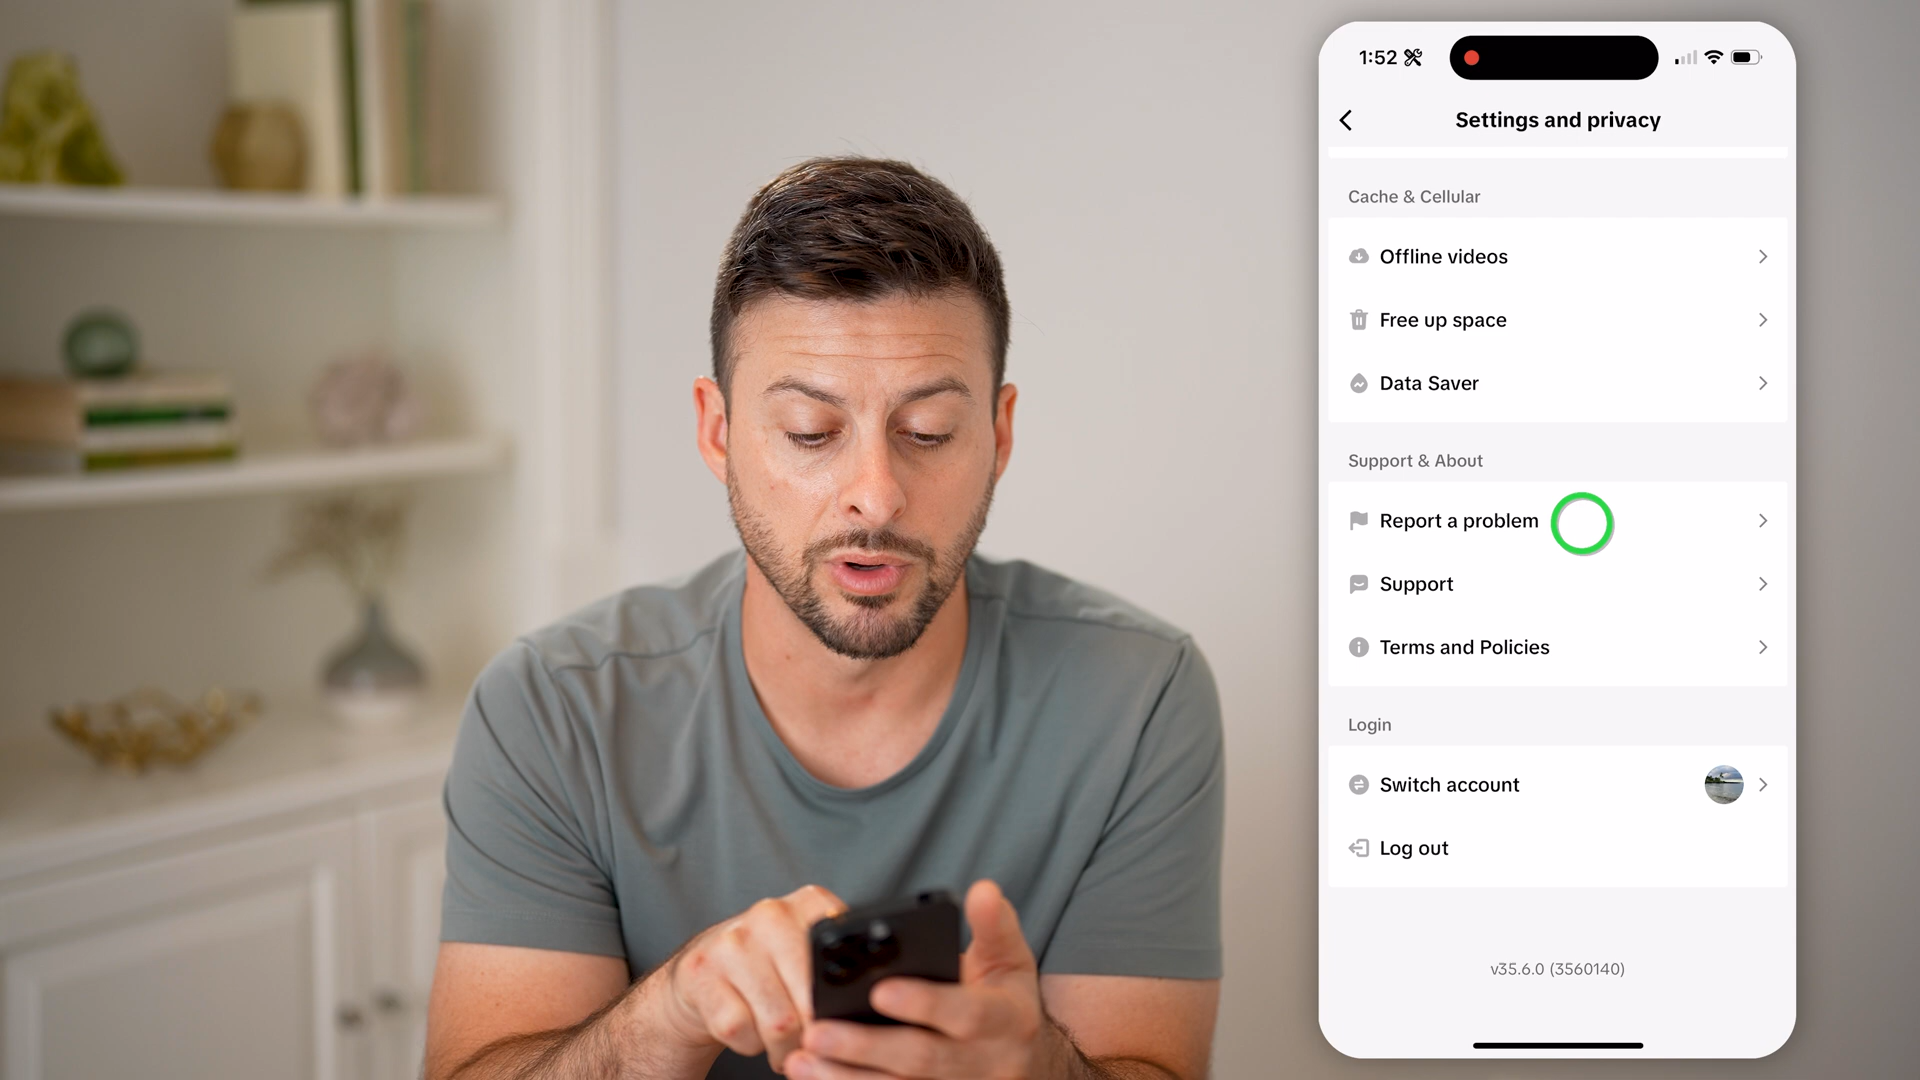 1:52
Settings and privacy
Cache & Cellular
Offline videos
Free up space
Data Saver
Support & About
Report a problem
Support
Terms and Policies
Login
Switch account
Log out
v35.6.0 (3560140)